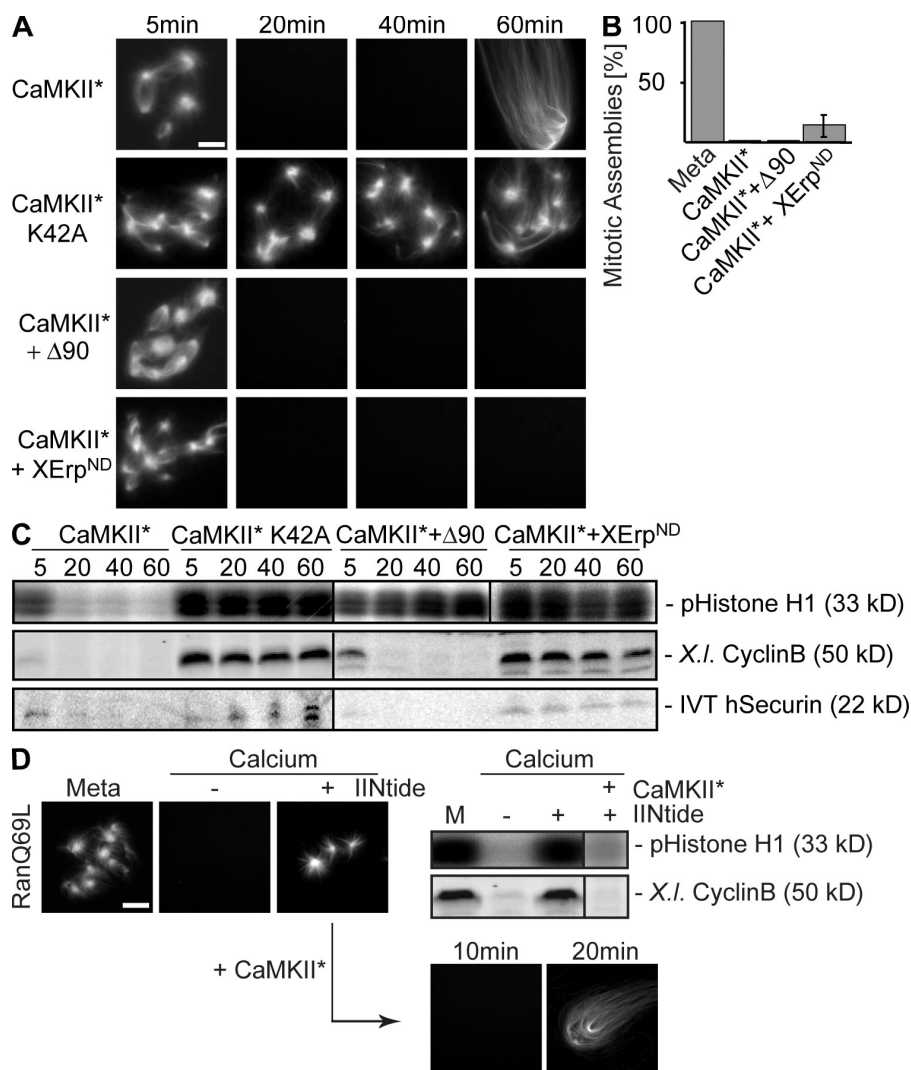 A
5min 20min 40min 60min
CaMKII*
CaMKII*
K42A
CaMKII*
+ Δ90
CaMKII*
+ XErpᴺᴰ
B
Mitotic Assemblies [%]
100
50
Meta
CaMKII*
CaMKII*+Δ90
CaMKII*+ XErpᴺᴰ
C
CaMKII* CaMKII* K42A CaMKII*+Δ90 CaMKII*+XErpᴺᴰ
5 20 40 60 5 20 40 60 5 20 40 60 5 20 40 60
- pHistone H1 (33 kD)
- X.l. CyclinB (50 kD)
- IVT hSecurin (22 kD)
D
Calcium
Meta - + IINtide
RanQ69L
+ CaMKII*
Calcium
+ CaMKII*
M - + + IINtide
- pHistone H1 (33 kD)
- X.l. CyclinB (50 kD)
10min 20min